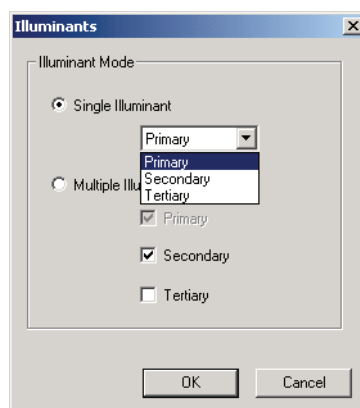 Illuminants
Illuminant Mode
Single Illuminant
Primary
Primary
Secondary
Tertiary
Multiple Illu
Primary
Secondary
Tertiary
OK
Cancel